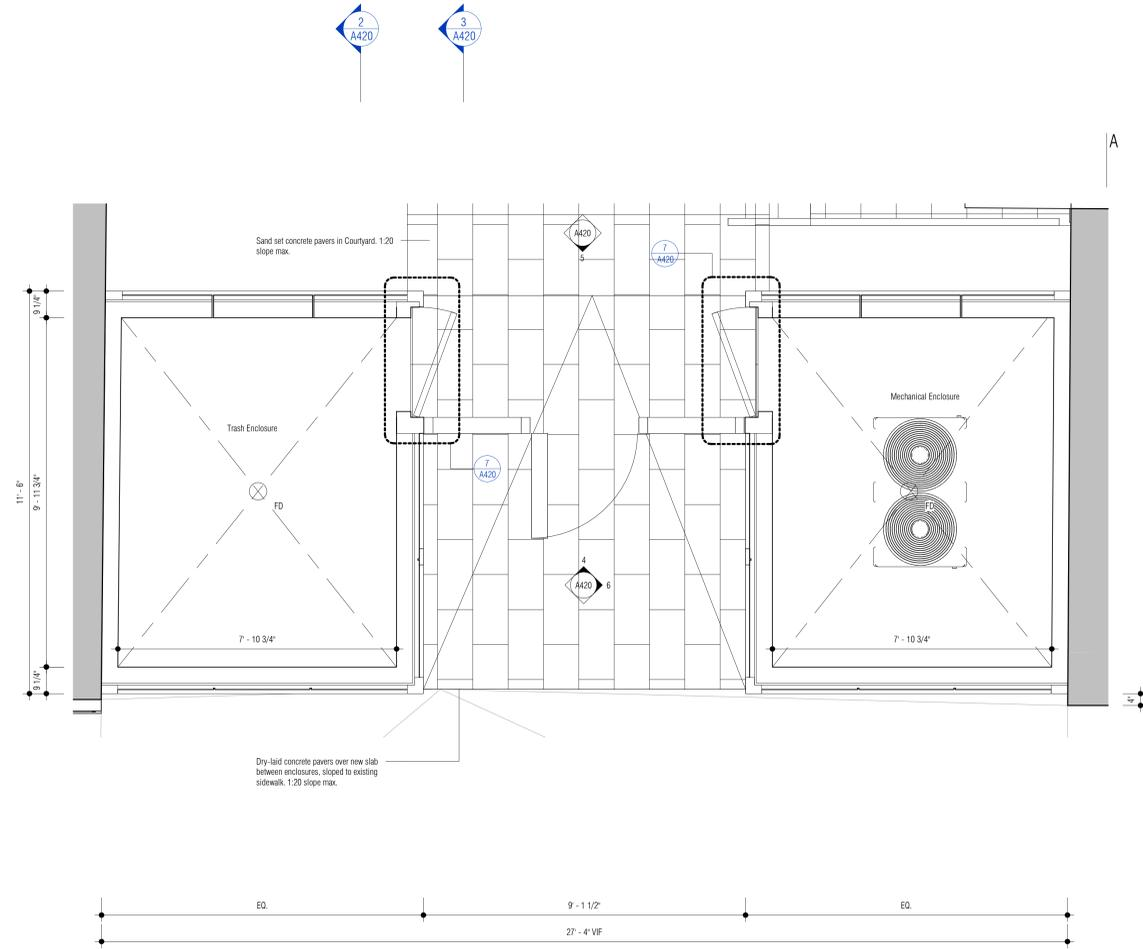 2
A420
3
A420
A
Sand set concrete pavers in Courtyard. 1:20
slope max.
A420
5
7
A420
9 1/4"
Mechanical Enclosure
Trash Enclosure
7
A420
11' - 6"
9' - 11 3/4"
FD
FD
4
A420
6
7' - 10 3/4"
7' - 10 3/4"
9 1/4"
4"
Dry-laid concrete pavers over new slab
between enclosures, sloped to existing
sidewalk. 1:20 slope max.
EQ.
9' - 1 1/2"
EQ.
27' - 4" VIF